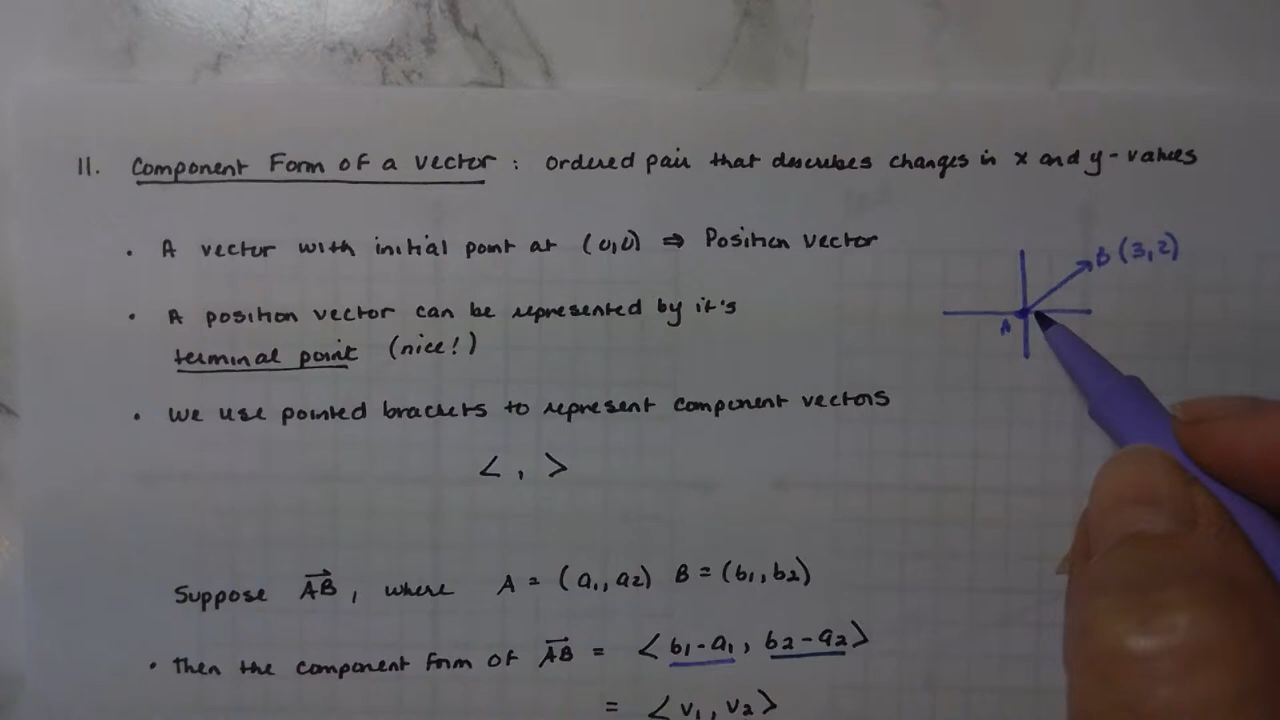 11. Component Form of a vector : ordered pair that describes changes in x and y-values
• A vector with initial point at (0,0) ⇒ Position vector
B (3,2)
A
• A position vector can be represented by it's
terminal point (nice!)
• We use pointed brackets to represent component vectors
< , >
Suppose \overrightarrow{AB}, where A = (a₁, a₂) B = (b₁, b₂)
• Then the component form of \overrightarrow{AB} = <b₁-a₁, b₂-a₂>
= <v₁, v₂>